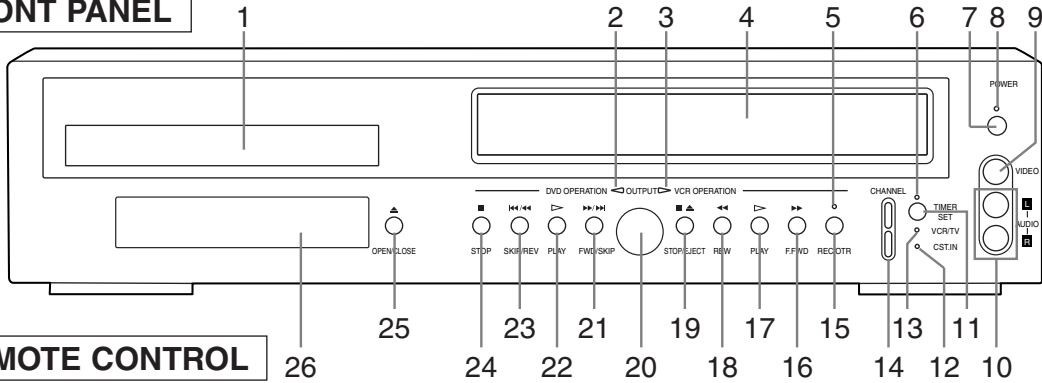 ONT PANEL
1 2 3 4 5 6 7 8 9
POWER
VIDEO
DVD OPERATION OUTPUT VCR OPERATION
CHANNEL
TIMER
SET
L
AUDIO
R
VCR/TV
CST.IN
OPEN/CLOSE STOP SKIP/REV PLAY FWD/SKIP STOP/EJECT REW PLAY F.FWD REC/OTR
25 23 21 19 17 15 13 11
MOTE CONTROL
26 24 22 20 18 16 14 12 10